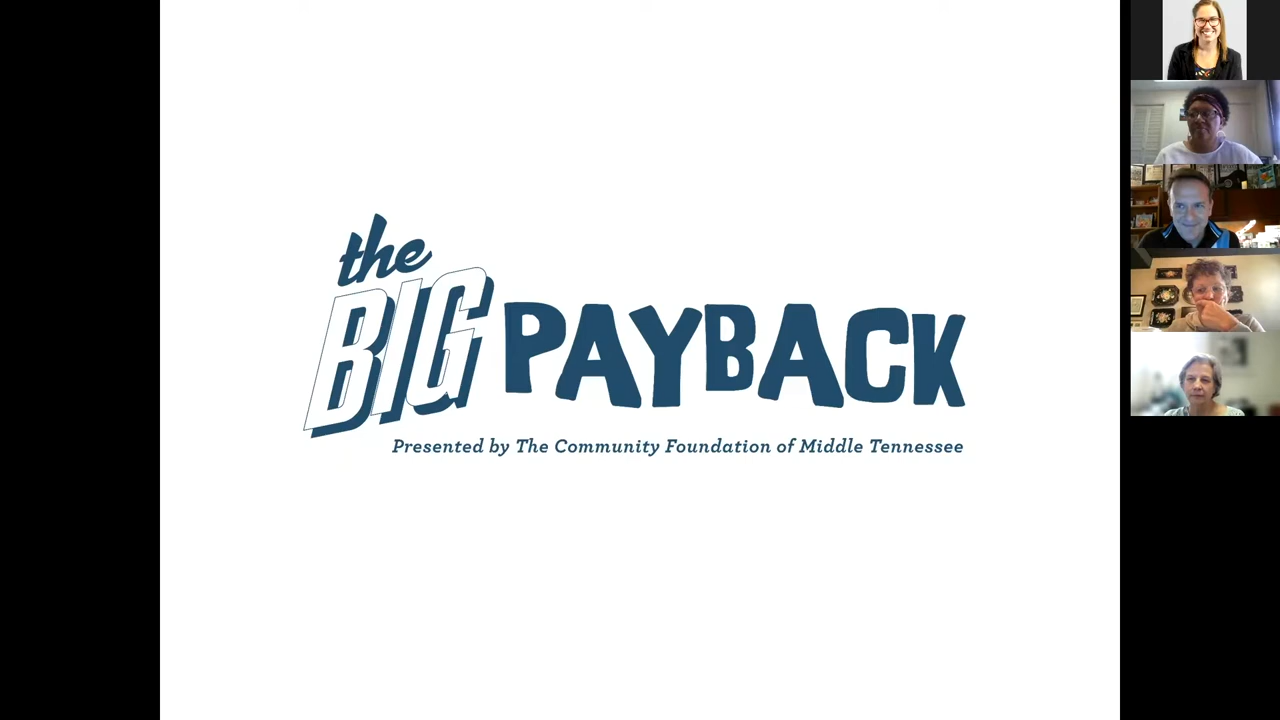 the
BIG PAYBACK
Presented by The Community Foundation of Middle Tennessee